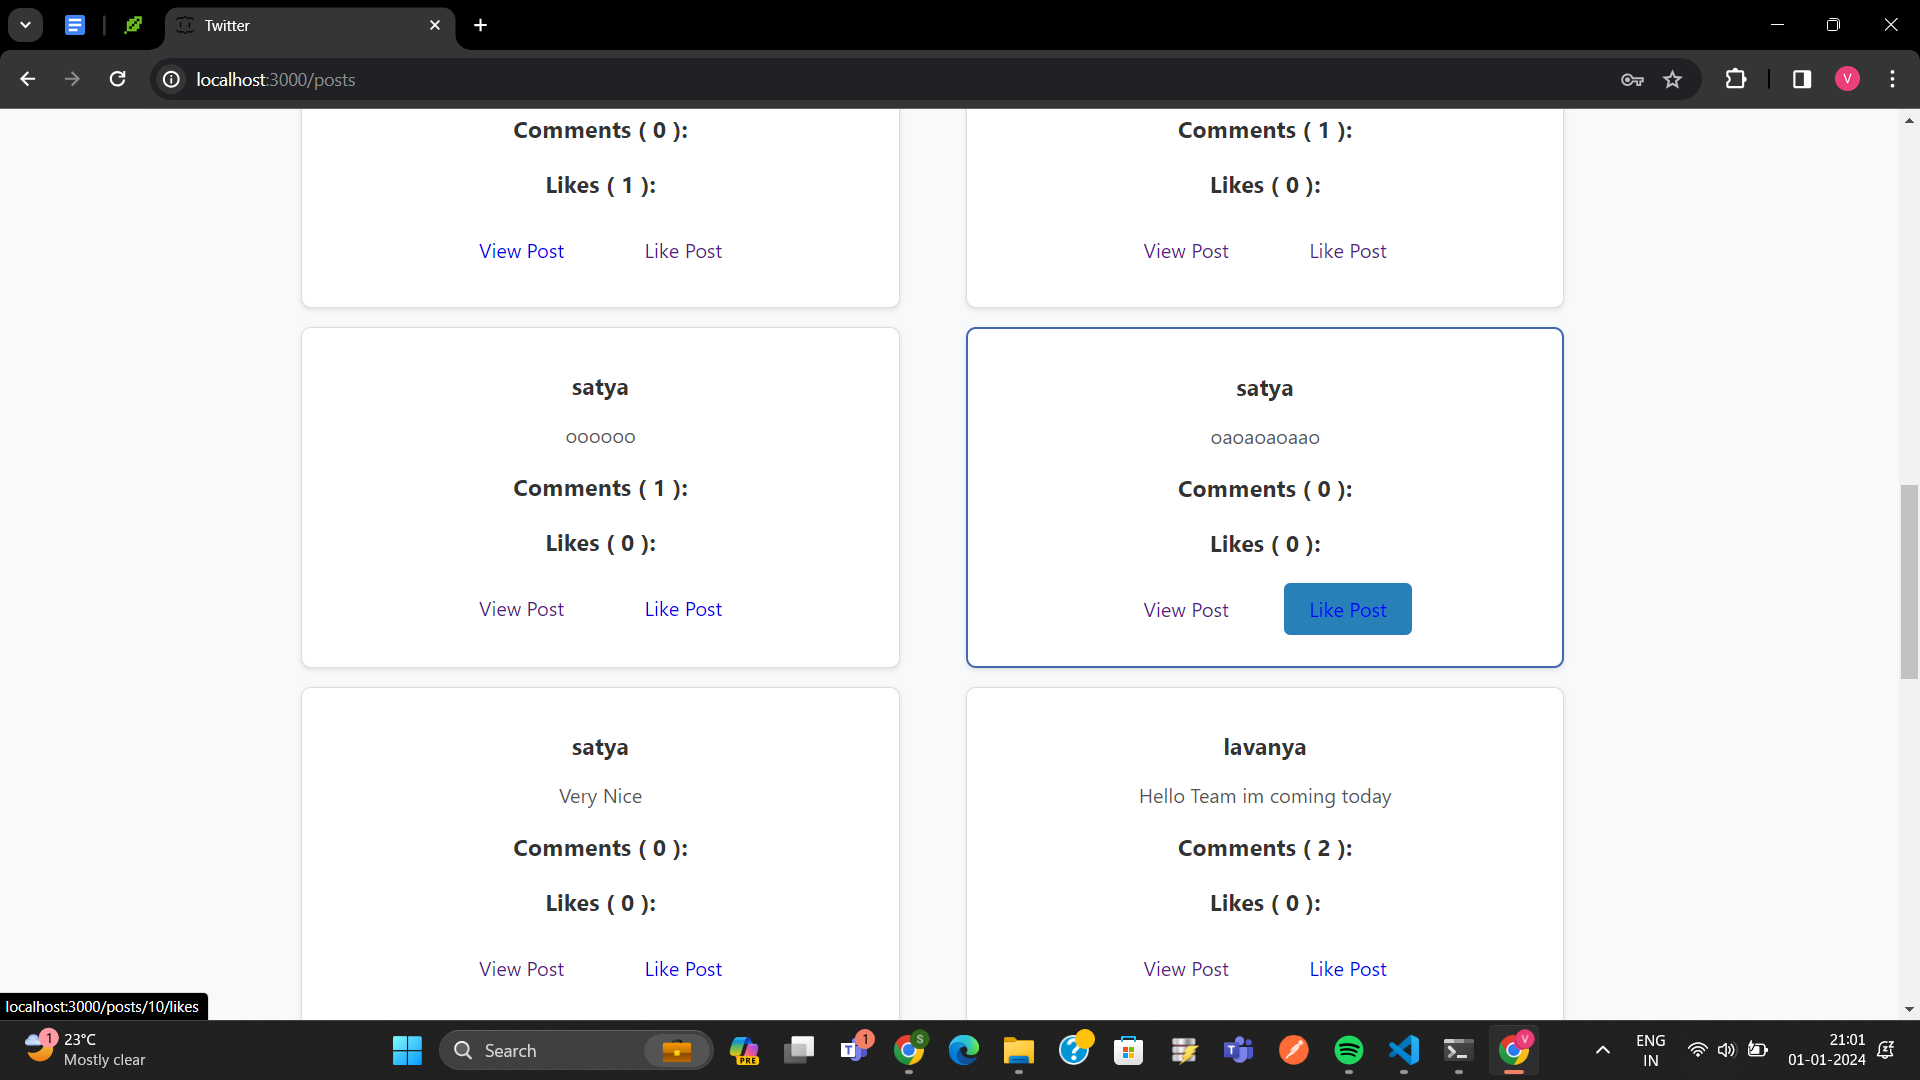 Twitter
localhost:3000/posts
V
Comments ( 0 ):
Likes ( 1 ):
View Post Like Post
Comments ( 1 ):
Likes ( 0 ):
View Post Like Post
satya
oooooo
Comments ( 1 ):
Likes ( 0 ):
View Post Like Post
satya
oaoaoaoaao
Comments ( 0 ):
Likes ( 0 ):
View Post Like Post
satya
Very Nice
Comments ( 0 ):
Likes ( 0 ):
View Post Like Post
lavanya
Hello Team im coming today
Comments ( 2 ):
Likes ( 0 ):
View Post Like Post
localhost:3000/posts/10/likes
1
23°C
Mostly clear
Search
PRE
T
1
S
T
V
ENG
IN
21:01
01-01-2024